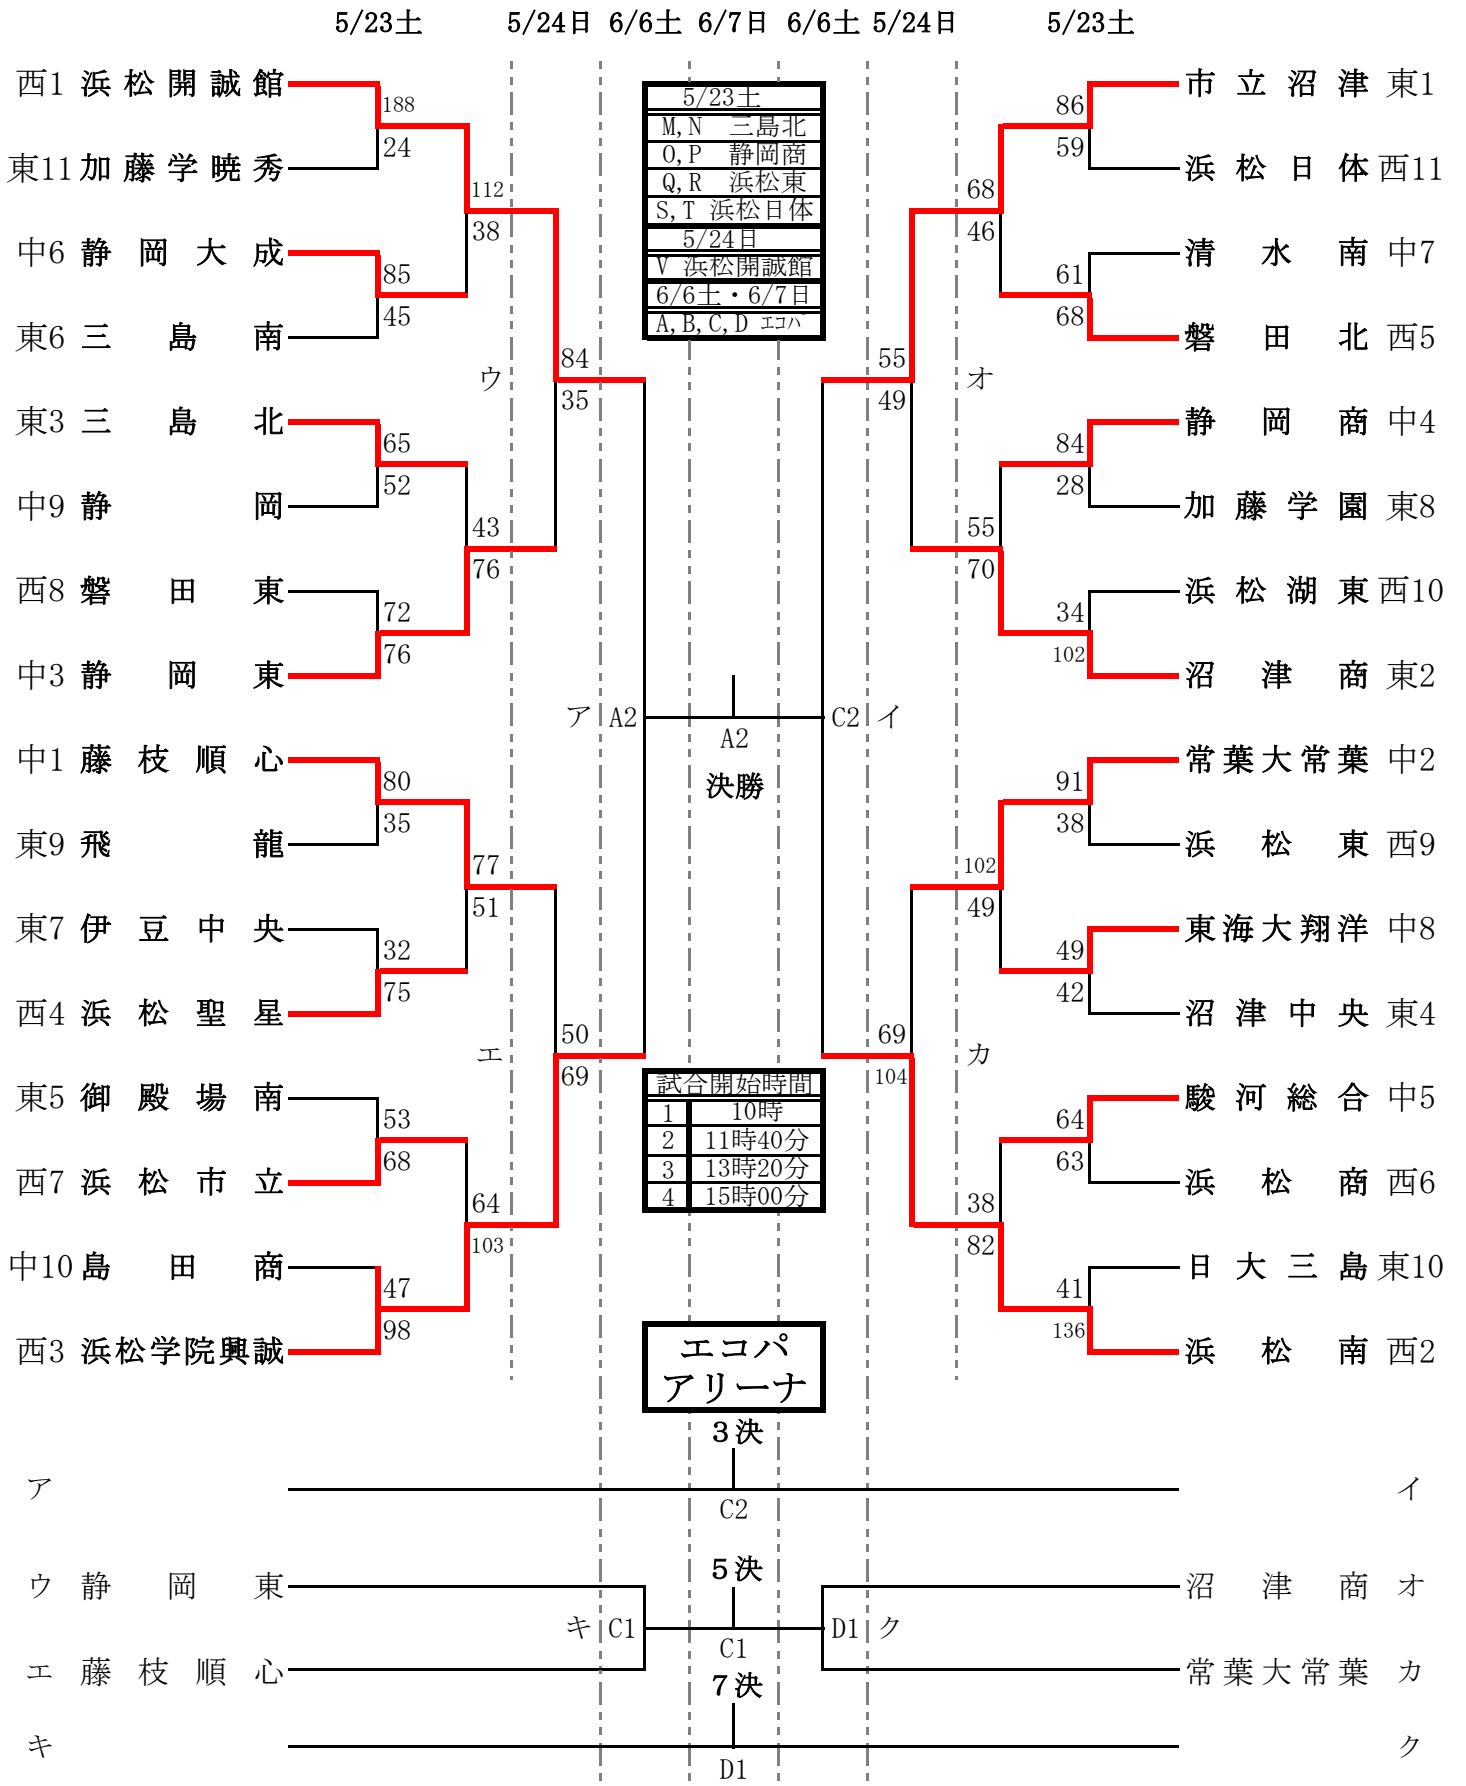 5/23土 5/24日 6/6土 6/7日 6/6土 5/24日 5/23土
西1 浜松開誠館
188
24
東11 加藤学暁秀
112
38
中6 静岡大成
85
45
東6 三島南
ウ
84
35
東3 三島北
65
52
中9 静岡
43
76
西8 磐田東
72
76
中3 静岡東
ア A2
中1 藤枝順心
80
35
東9 飛龍
77
51
東7 伊豆中央
32
75
西4 浜松聖星
エ
50
69
東5 御殿場南
53
68
西7 浜松市立
64
103
中10 島田商
47
98
西3 浜松学院興誠
5/23土
M,N 三島北
O,P 静岡商
Q,R 浜松東
S,T 浜松日体
5/24日
V 浜松開誠館
6/6土・6/7日
A,B,C,D エコパ
A2
決勝
試合開始時間
1 10時
2 11時40分
3 13時20分
4 15時00分
エコパ
アリーナ
市立沼津 東1
86
59
浜松日体 西11
68
46
清水南 中7
61
68
磐田北 西5
55
49
オ
静岡商 中4
84
28
加藤学園 東8
55
70
浜松湖東 西10
34
102
沼津商 東2
C2 イ
常葉大常葉 中2
91
38
浜松東 西9
102
49
東海大翔洋 中8
49
42
沼津中央 東4
69
104
カ
駿河総合 中5
64
63
浜松商 西6
38
82
日大三島 東10
41
136
浜松南 西2
3決
ア イ
C2
5決
ウ 静岡東 沼津商 オ
キ C1 C1 D1 ク
エ 藤枝順心 常葉大常葉 カ
7決
キ ク
D1